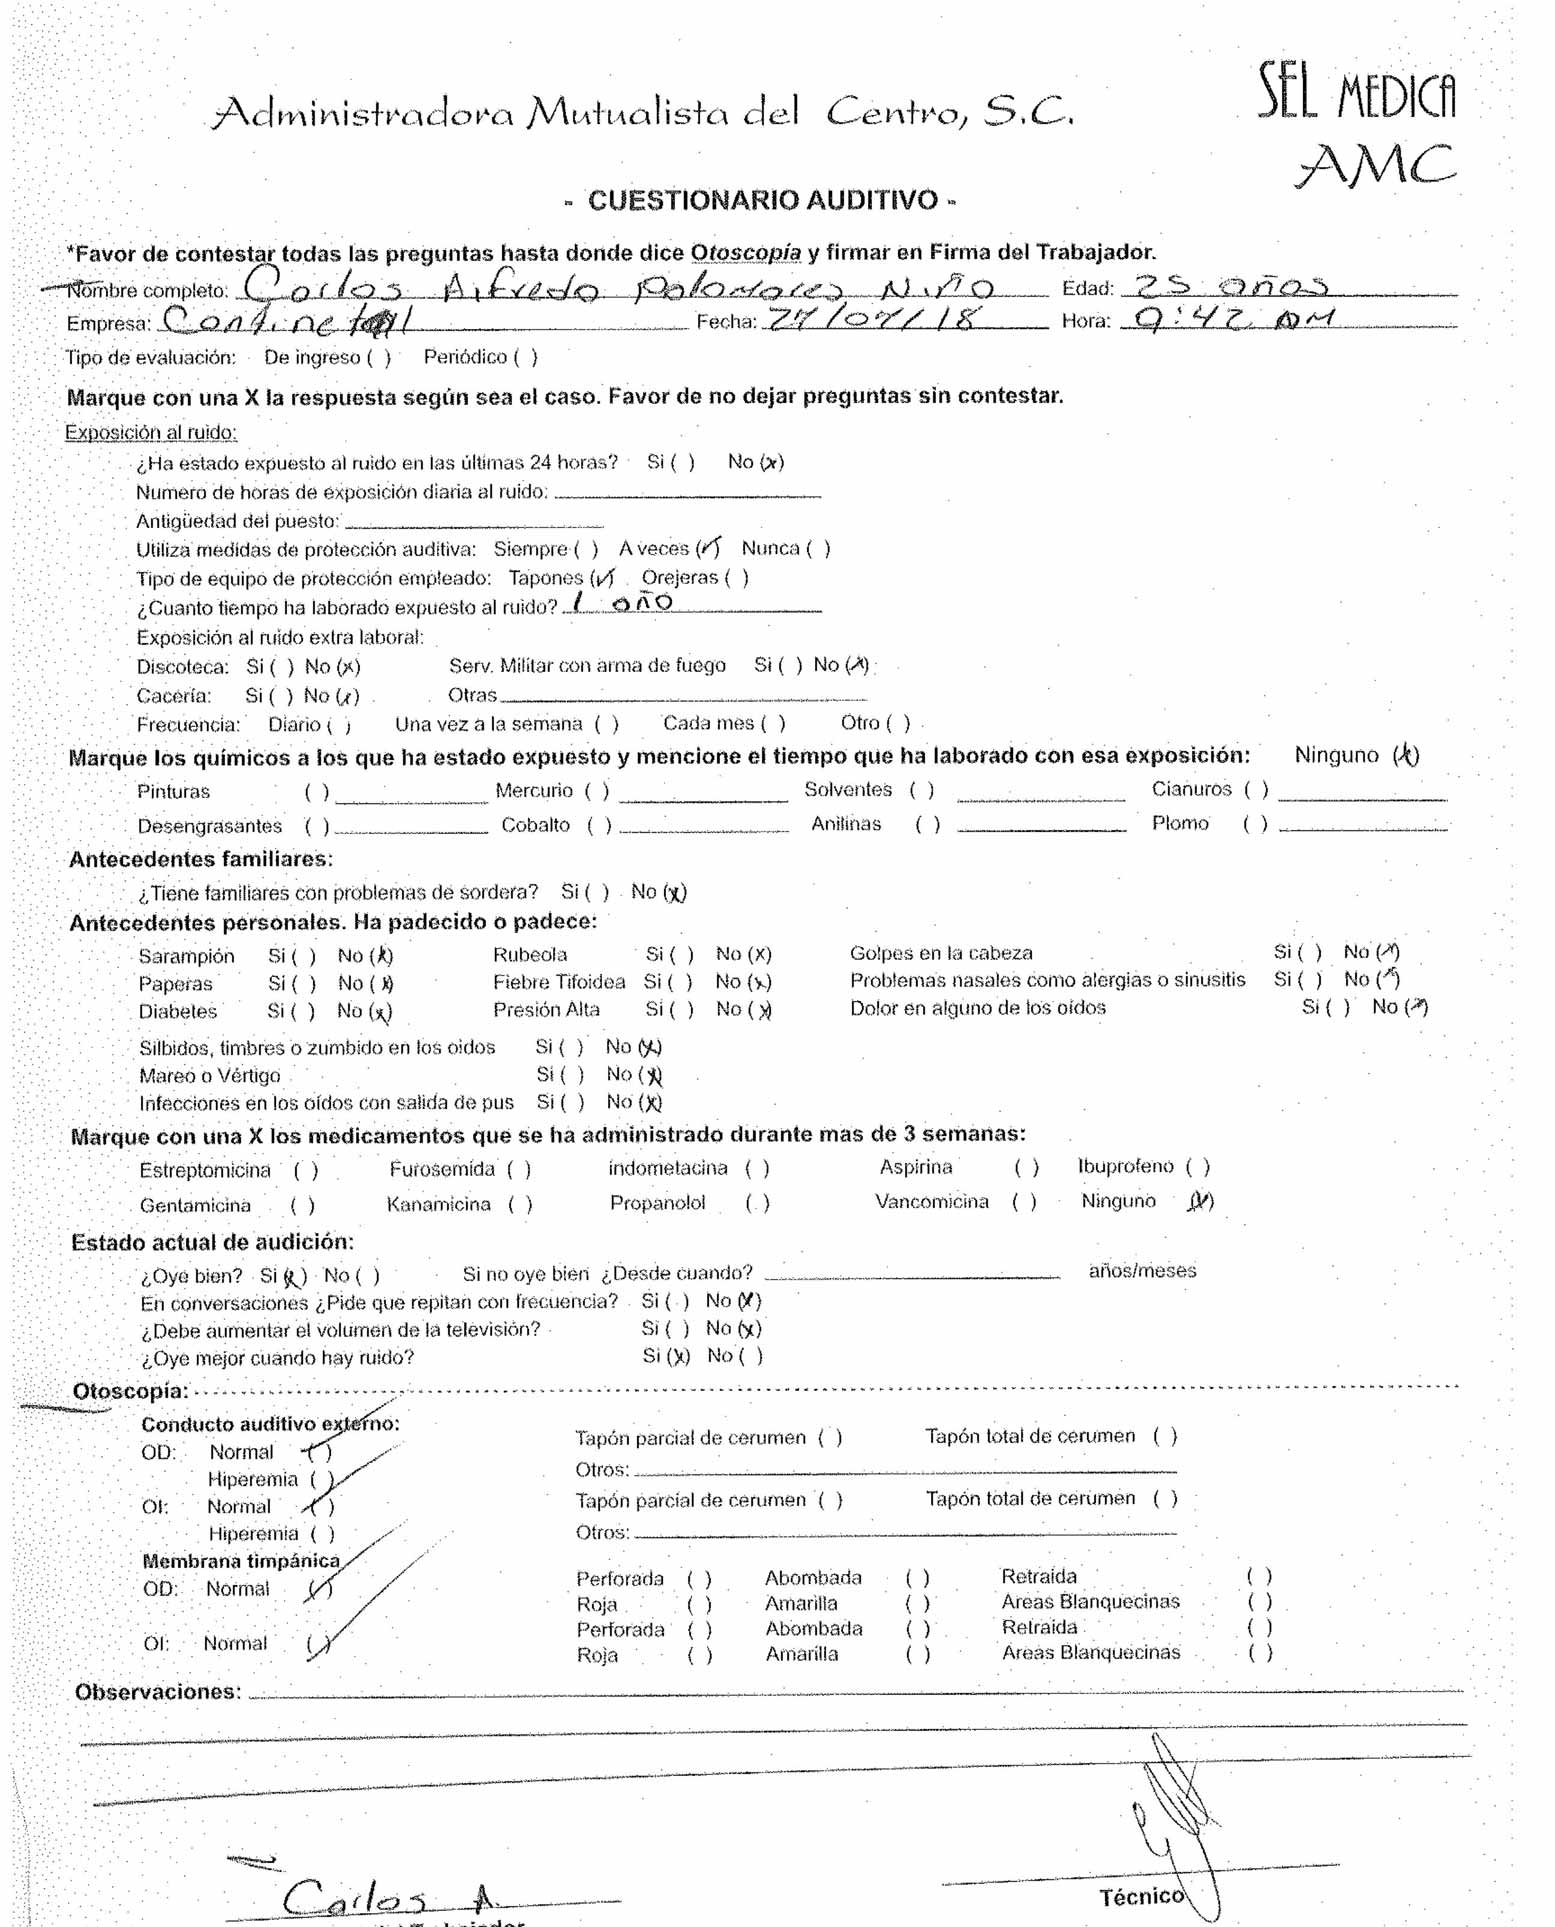 SEL MEDICA
Administradora Mutualista del Centro, S.C.
AMC
- CUESTIONARIO AUDITIVO -
*Favor de contestar todas las preguntas hasta donde dice Otoscopía y firmar en Firma del Trabajador.
Nombre completo: Carlos Alfredo Palomares Niño Edad: 25 años
Empresa: Continetal Fecha: 27/07/18 Hora: 9:42 AM
Tipo de evaluación: De ingreso ( ) Periódico ( )
Marque con una X la respuesta según sea el caso. Favor de no dejar preguntas sin contestar.
Exposición al ruido:
¿Ha estado expuesto al ruido en las últimas 24 horas? Si ( ) No (x)
Numero de horas de exposición diaria al ruido:
Antigüedad del puesto:
Utiliza medidas de protección auditiva: Siempre ( ) A veces (✓) Nunca ( )
Tipo de equipo de protección empleado: Tapones (✓) Orejeras ( )
¿Cuanto tiempo ha laborado expuesto al ruido? 1 año
Exposición al ruido extra laboral:
Discoteca: Si ( ) No (x) Serv. Militar con arma de fuego Si ( ) No (x)
Cacería: Si ( ) No (x) Otras
Frecuencia: Diario ( ) Una vez a la semana ( ) Cada mes ( ) Otro ( )
Marque los químicos a los que ha estado expuesto y mencione el tiempo que ha laborado con esa exposición: Ninguno (x)
Pinturas ( ) Mercurio ( ) Solventes ( ) Cianuros ( )
Desengrasantes ( ) Cobalto ( ) Anilinas ( ) Plomo ( )
Antecedentes familiares:
¿Tiene familiares con problemas de sordera? Si ( ) No (x)
Antecedentes personales. Ha padecido o padece:
Sarampión Si ( ) No (x) Rubeola Si ( ) No (x) Golpes en la cabeza Si ( ) No (x)
Paperas Si ( ) No (x) Fiebre Tifoidea Si ( ) No (x) Problemas nasales como alergias o sinusitis Si ( ) No (x)
Diabetes Si ( ) No (x) Presión Alta Si ( ) No (x) Dolor en alguno de los oídos Si ( ) No (x)
Silbidos, timbres o zumbido en los oidos Si ( ) No (x)
Mareo o Vértigo Si ( ) No (x)
Infecciones en los oídos con salida de pus Si ( ) No (x)
Marque con una X los medicamentos que se ha administrado durante mas de 3 semanas:
Estreptomicina ( ) Furosemida ( ) indometacina ( ) Aspirina ( ) Ibuprofeno ( )
Gentamicina ( ) Kanamicina ( ) Propanolol ( ) Vancomicina ( ) Ninguno (x)
Estado actual de audición:
¿Oye bien? Si (x) No ( ) Si no oye bien ¿Desde cuando? años/meses
En conversaciones ¿Pide que repitan con frecuencia? Si ( ) No (x)
¿Debe aumentar el volumen de la televisión? Si ( ) No (x)
¿Oye mejor cuando hay ruido? Si (x) No ( )
Otoscopía:
Conducto auditivo externo:
OD: Normal (✓) Tapón parcial de cerumen ( ) Tapón total de cerumen ( )
Hiperemia ( ) Otros:
OI: Normal (✓) Tapón parcial de cerumen ( ) Tapón total de cerumen ( )
Hiperemia ( ) Otros:
Membrana timpánica
OD: Normal (✓) Perforada ( ) Abombada ( ) Retraida ( )
Roja ( ) Amarilla ( ) Areas Blanquecinas ( )
OI: Normal (✓) Perforada ( ) Abombada ( ) Retraida ( )
Roja ( ) Amarilla ( ) Areas Blanquecinas ( )
Observaciones:
Carlos A.
Técnico
Trabajador